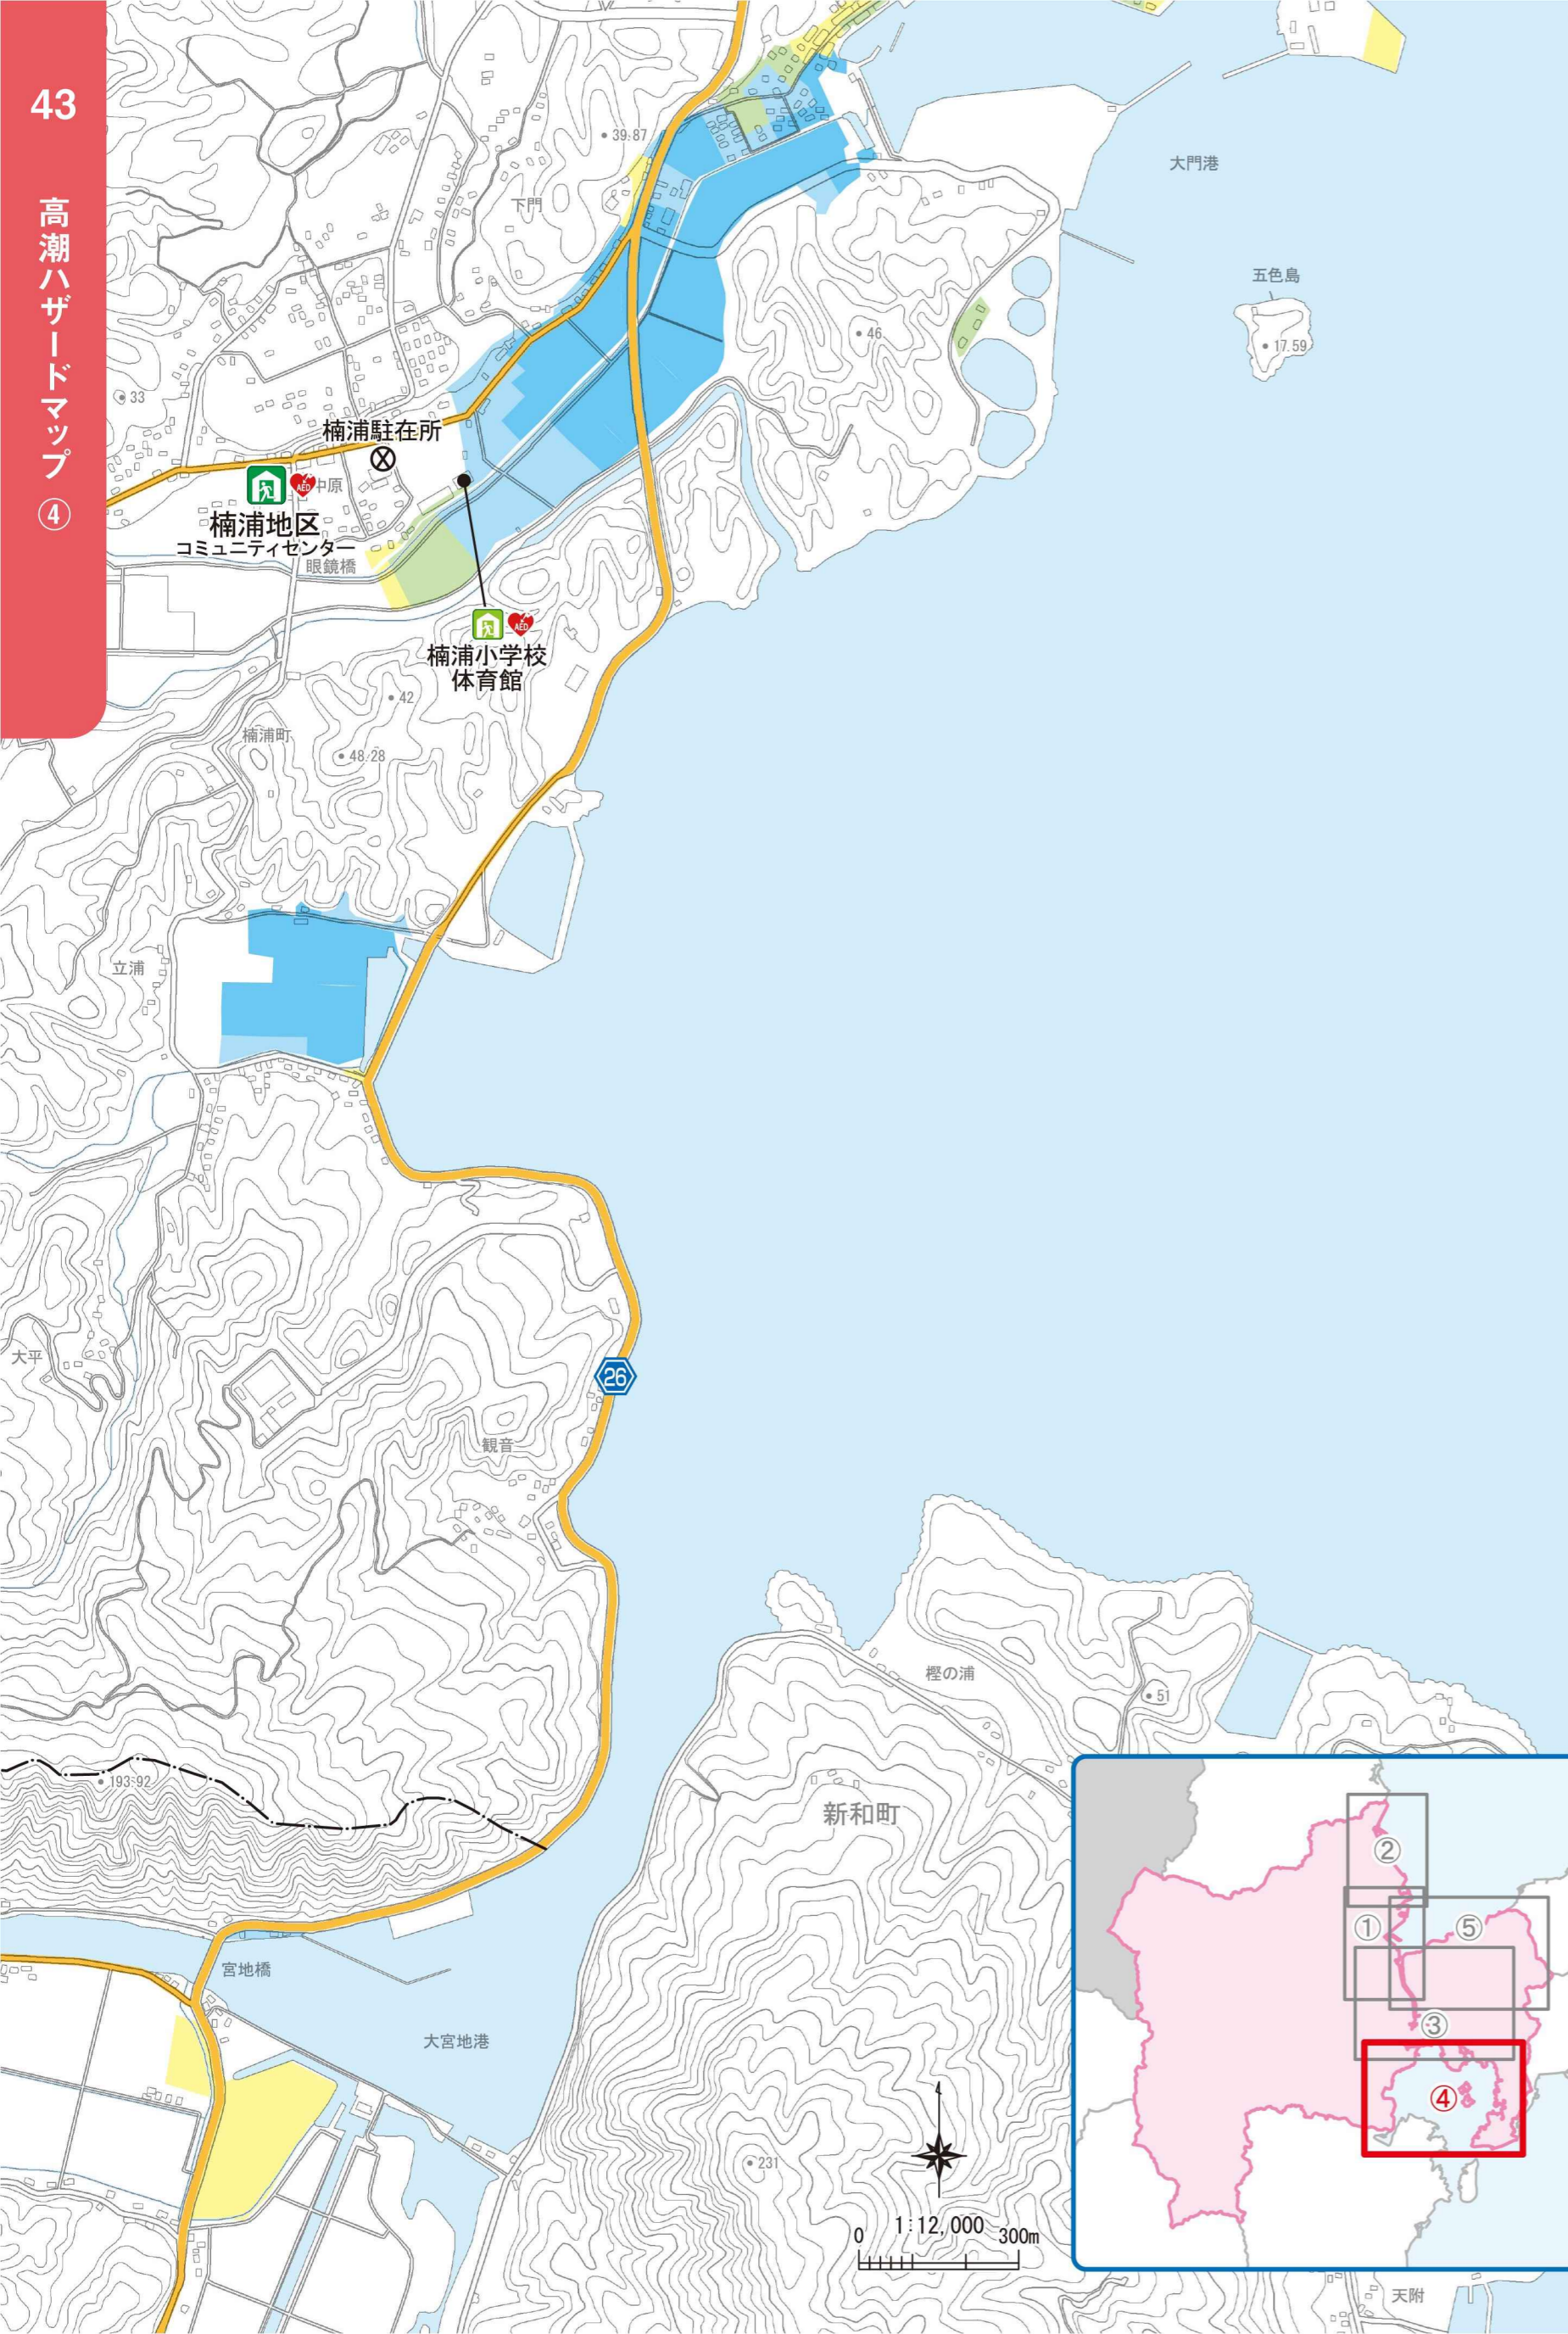 43
高潮ハザードマップ ④
大門港
39.87
下門
五色島
17.59
46
33
楠浦駐在所
AED
中原
楠浦地区
コミュニティセンター
眼鏡橋
AED
楠浦小学校
体育館
42
楠浦町
48.28
立浦
大平
26
観音
樫の浦
51
193.92
新和町
②
①
⑤
③
④
宮地橋
大宮地港
231
4
1:12,000
0
300m
天附